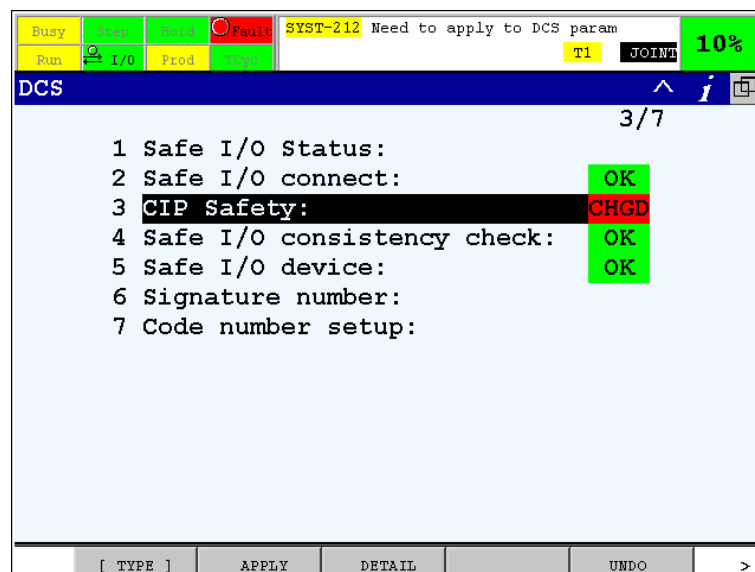 Busy Step Hold Fault SYST-212 Need to apply to DCS param
Run I/O Prod TCyc T1 JOINT 10%
DCS i
3/7
1 Safe I/O Status:
2 Safe I/O connect: OK
3 CIP Safety: CHGD
4 Safe I/O consistency check: OK
5 Safe I/O device: OK
6 Signature number:
7 Code number setup:
[ TYPE ] APPLY DETAIL UNDO >